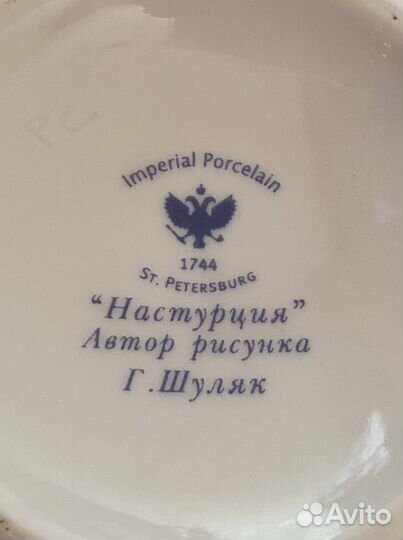 Imperial Porcelain
1744
ST. PETERSBURG
"Настурция"
Автор рисунка
Г.Шуляк
Avito